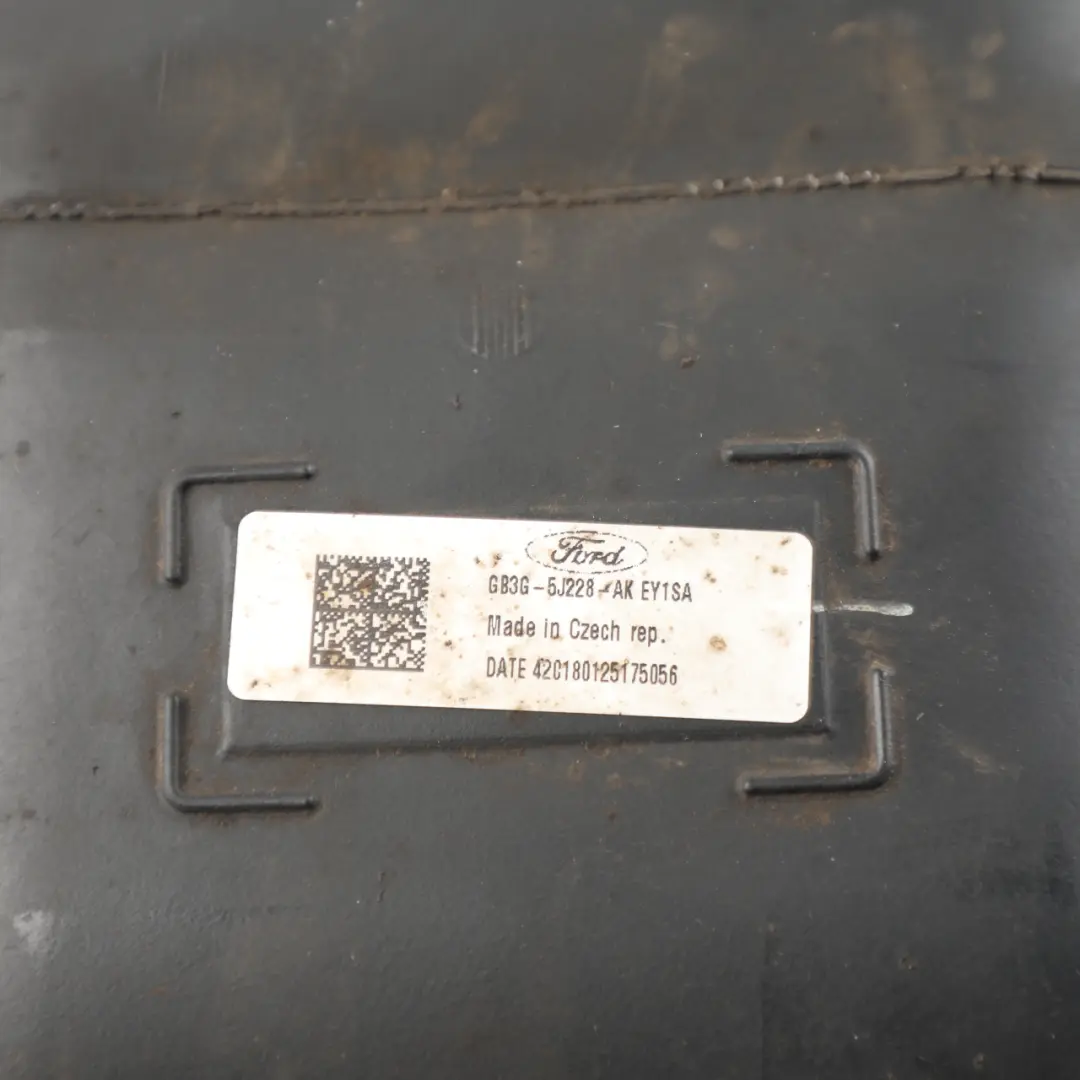 Ford
GB3G-5J228-AK EY1SA
Made in Czech rep.
DATE 420180125175056